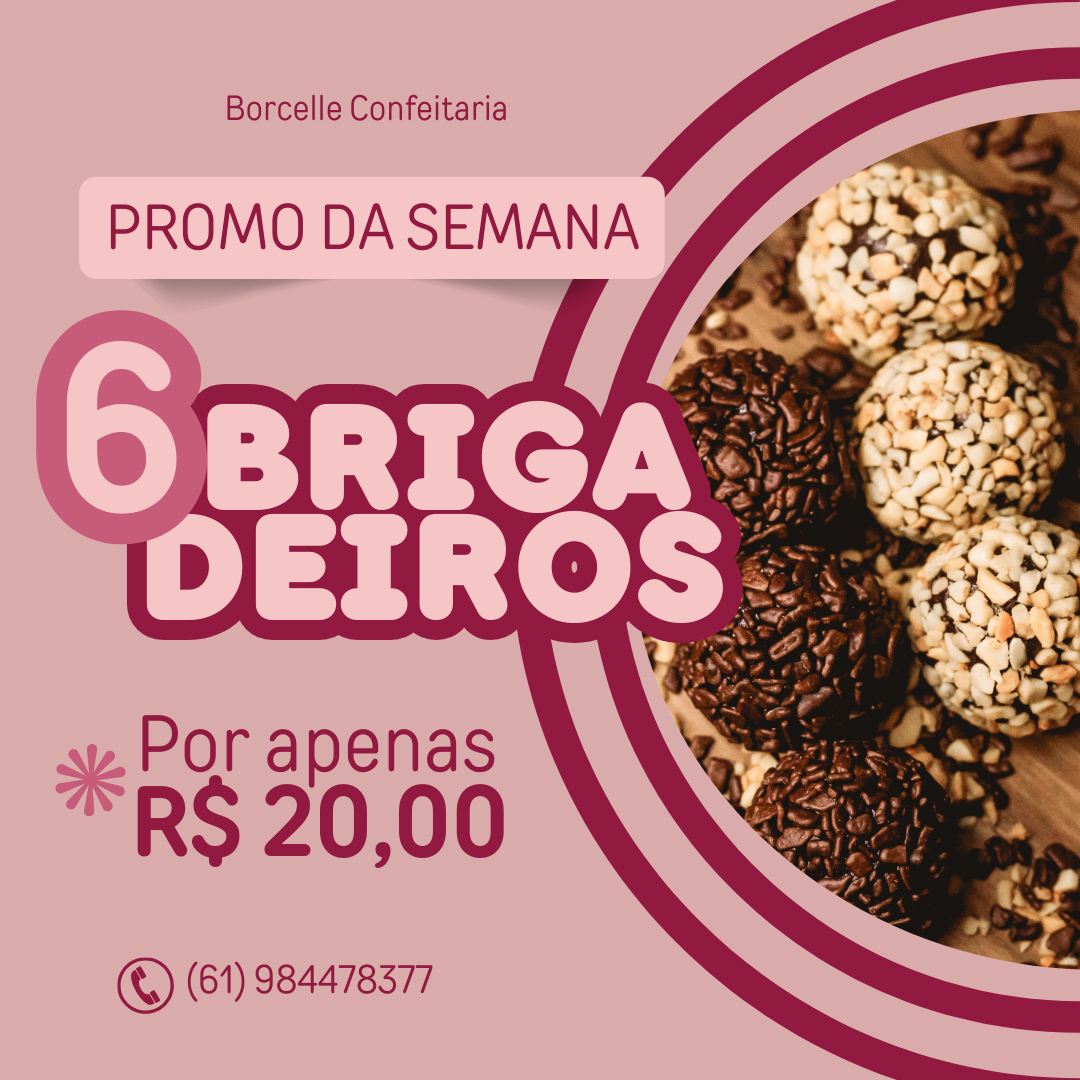 Borcelle Confeitaria
PROMO DA SEMANA
6 BRIGA
DEIROS
Por apenas
R$ 20,00
(61) 984478377